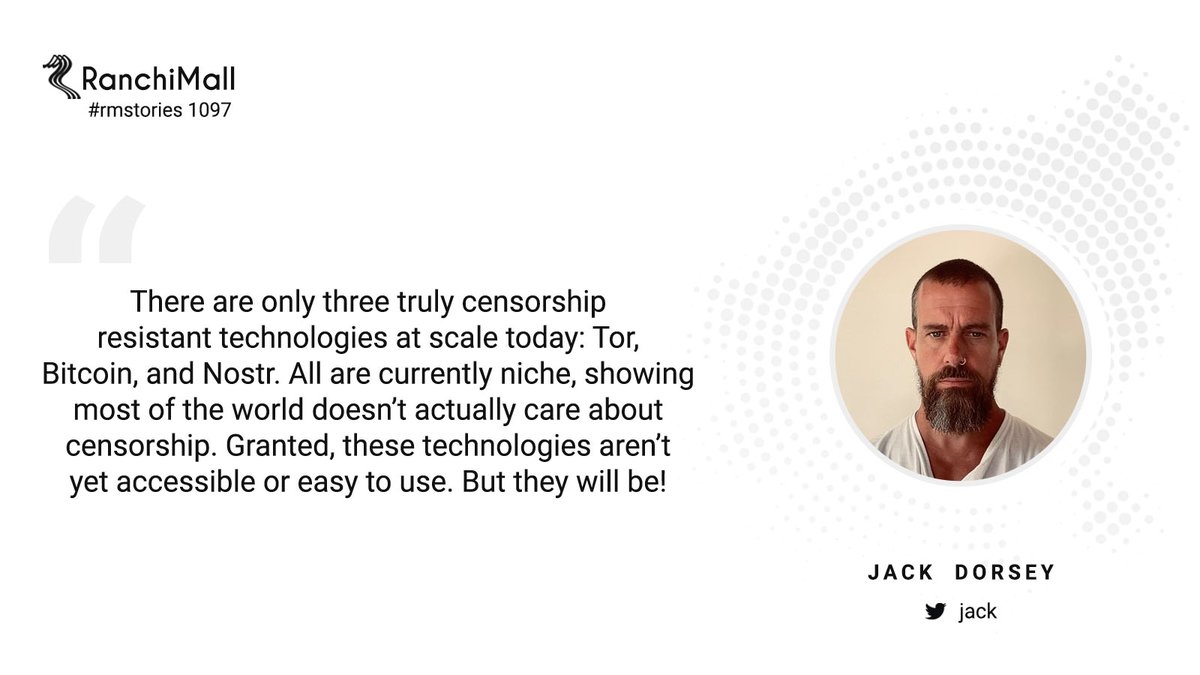 RanchiMall
#rmstories 1097
“
There are only three truly censorship
resistant technologies at scale today: Tor,
Bitcoin, and Nostr. All are currently niche, showing
most of the world doesn’t actually care about
censorship. Granted, these technologies aren’t
yet accessible or easy to use. But they will be!
JACK DORSEY
jack